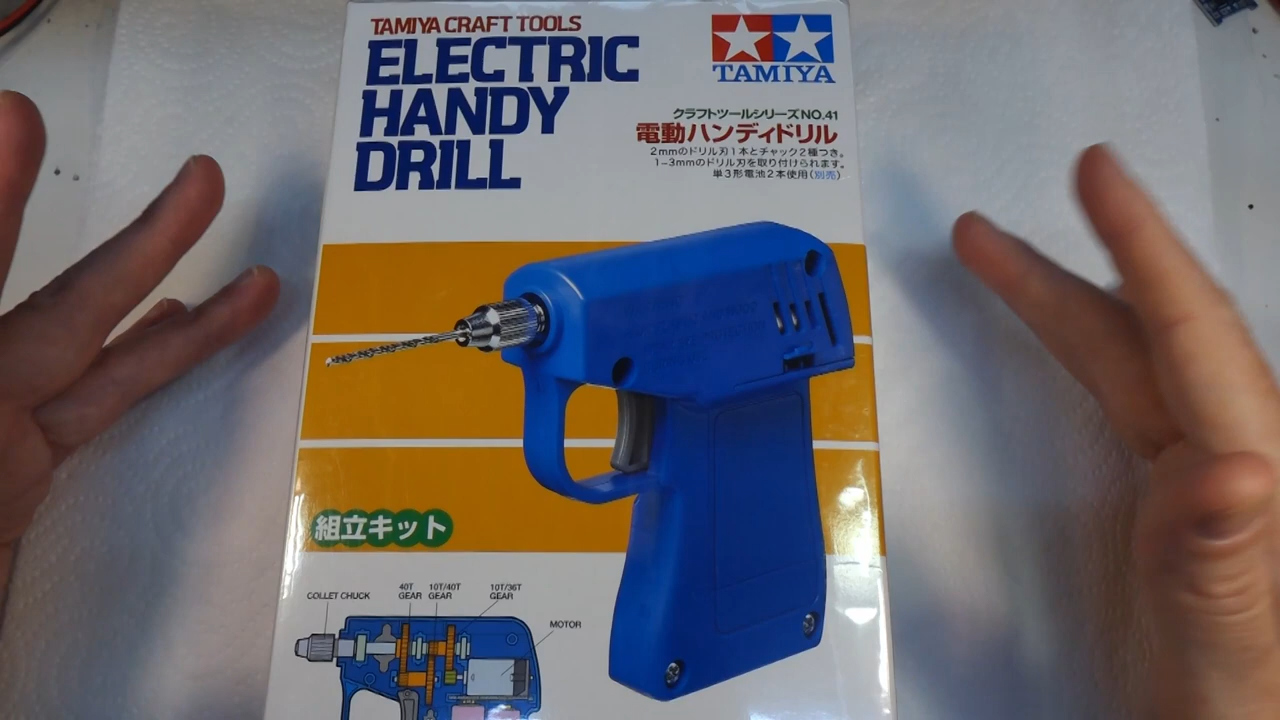 TAMIYA CRAFT TOOLS
ELECTRIC
HANDY
DRILL
TAMIYA
クラフトツールシリーズNO.41
電動ハンディドリル
2mmのドリル刃1本とチャック2種つき。
1-3mmのドリル刃を取り付けられます。
単3形電池2本使用(別売)
組立キット
COLLET CHUCK
40T
GEAR
10T/40T
GEAR
10T/36T
GEAR
MOTOR